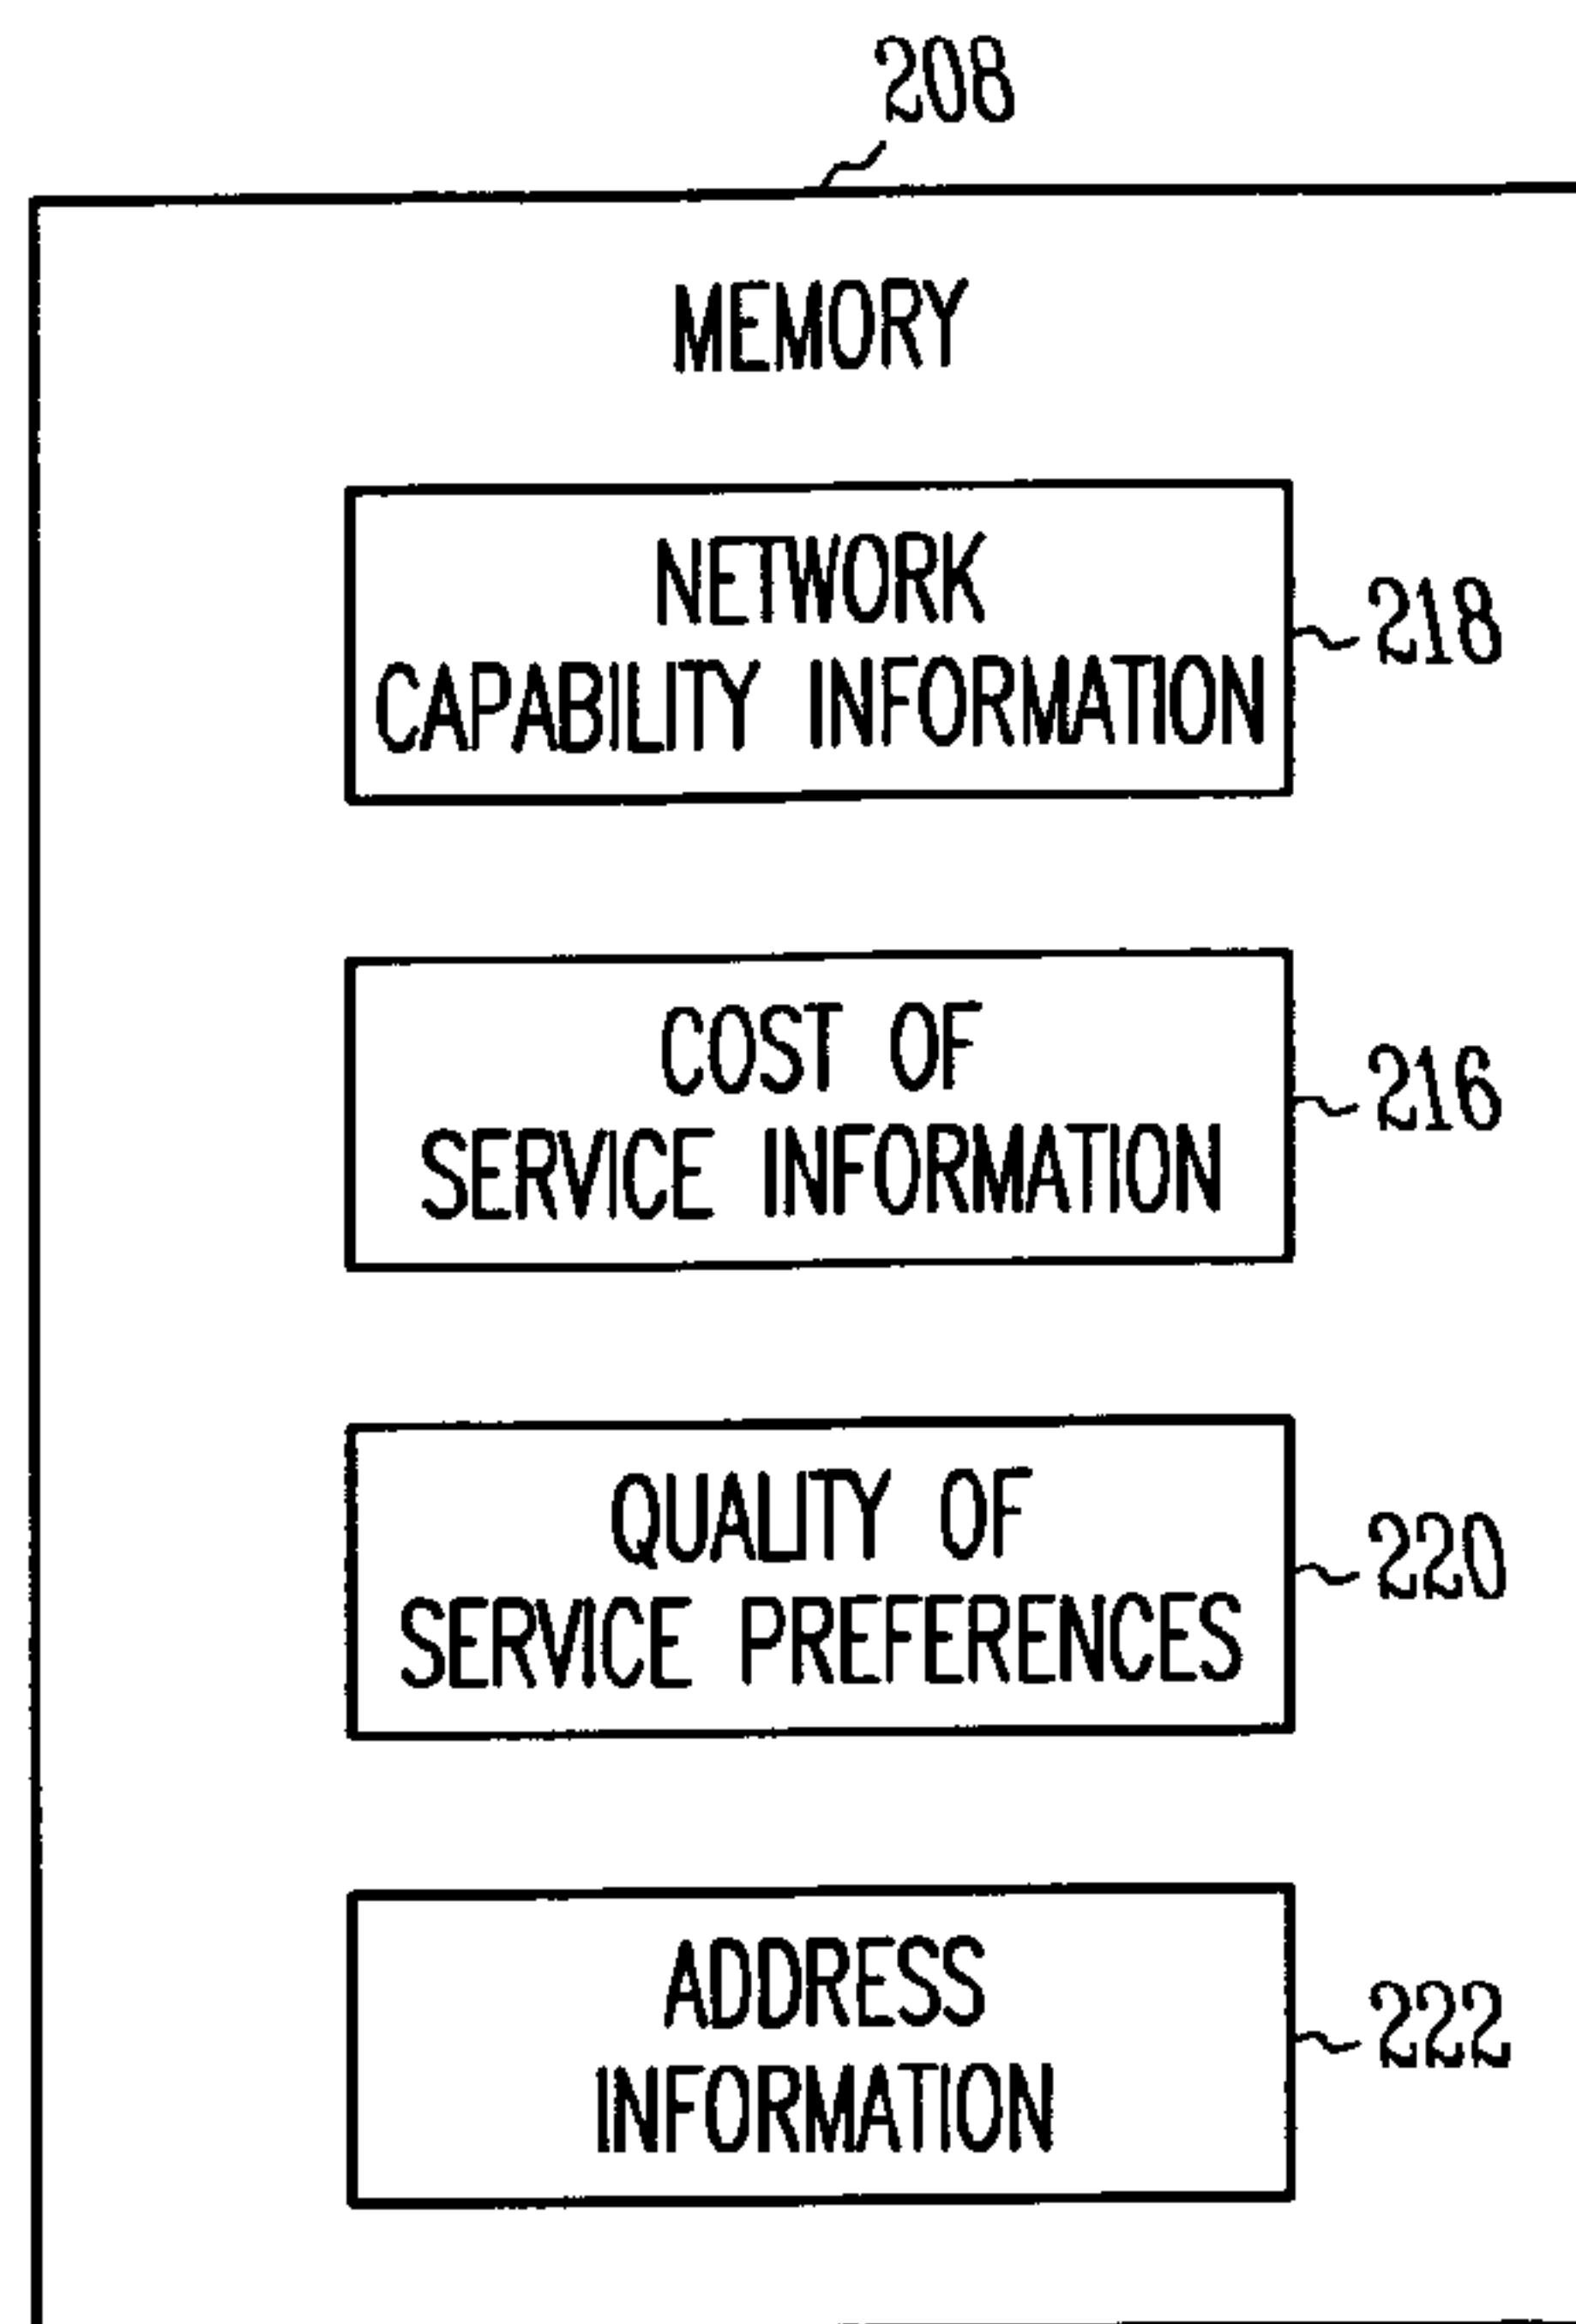 208
MEMORY
NETWORK
CAPABILITY INFORMATION
218
COST OF
SERVICE INFORMATION
216
QUALITY OF
SERVICE PREFERENCES
220
ADDRESS
INFORMATION
222